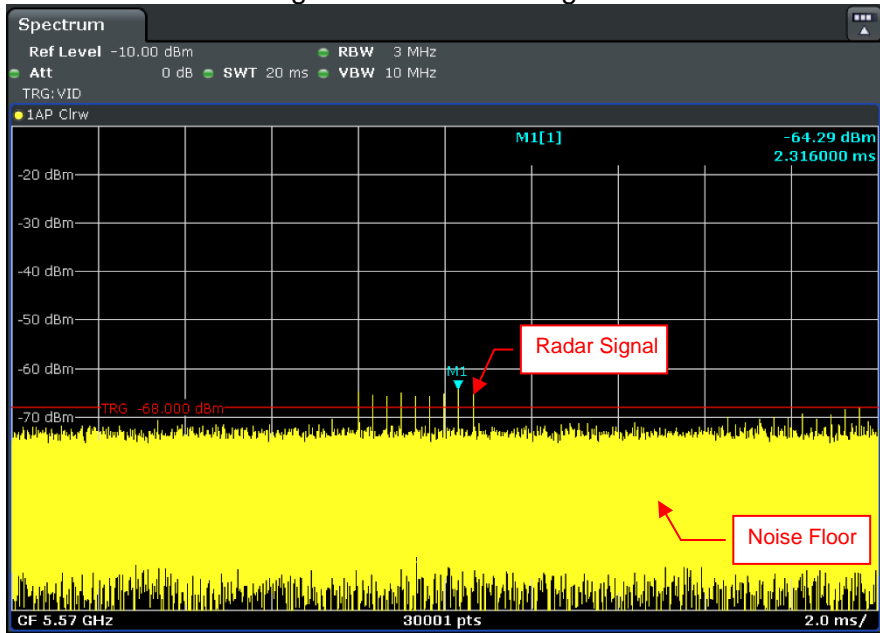 Spectrum
Ref Level -10.00 dBm RBW 3 MHz
Att 0 dB SWT 20 ms VBW 10 MHz
TRG:VID
1AP Clrw
M1[1] -64.29 dBm
2.316000 ms
-20 dBm
-30 dBm
-40 dBm
-50 dBm
Radar Signal
-60 dBm
M1
TRG -68.000 dBm
-70 dBm
Noise Floor
CF 5.57 GHz 30001 pts 2.0 ms/